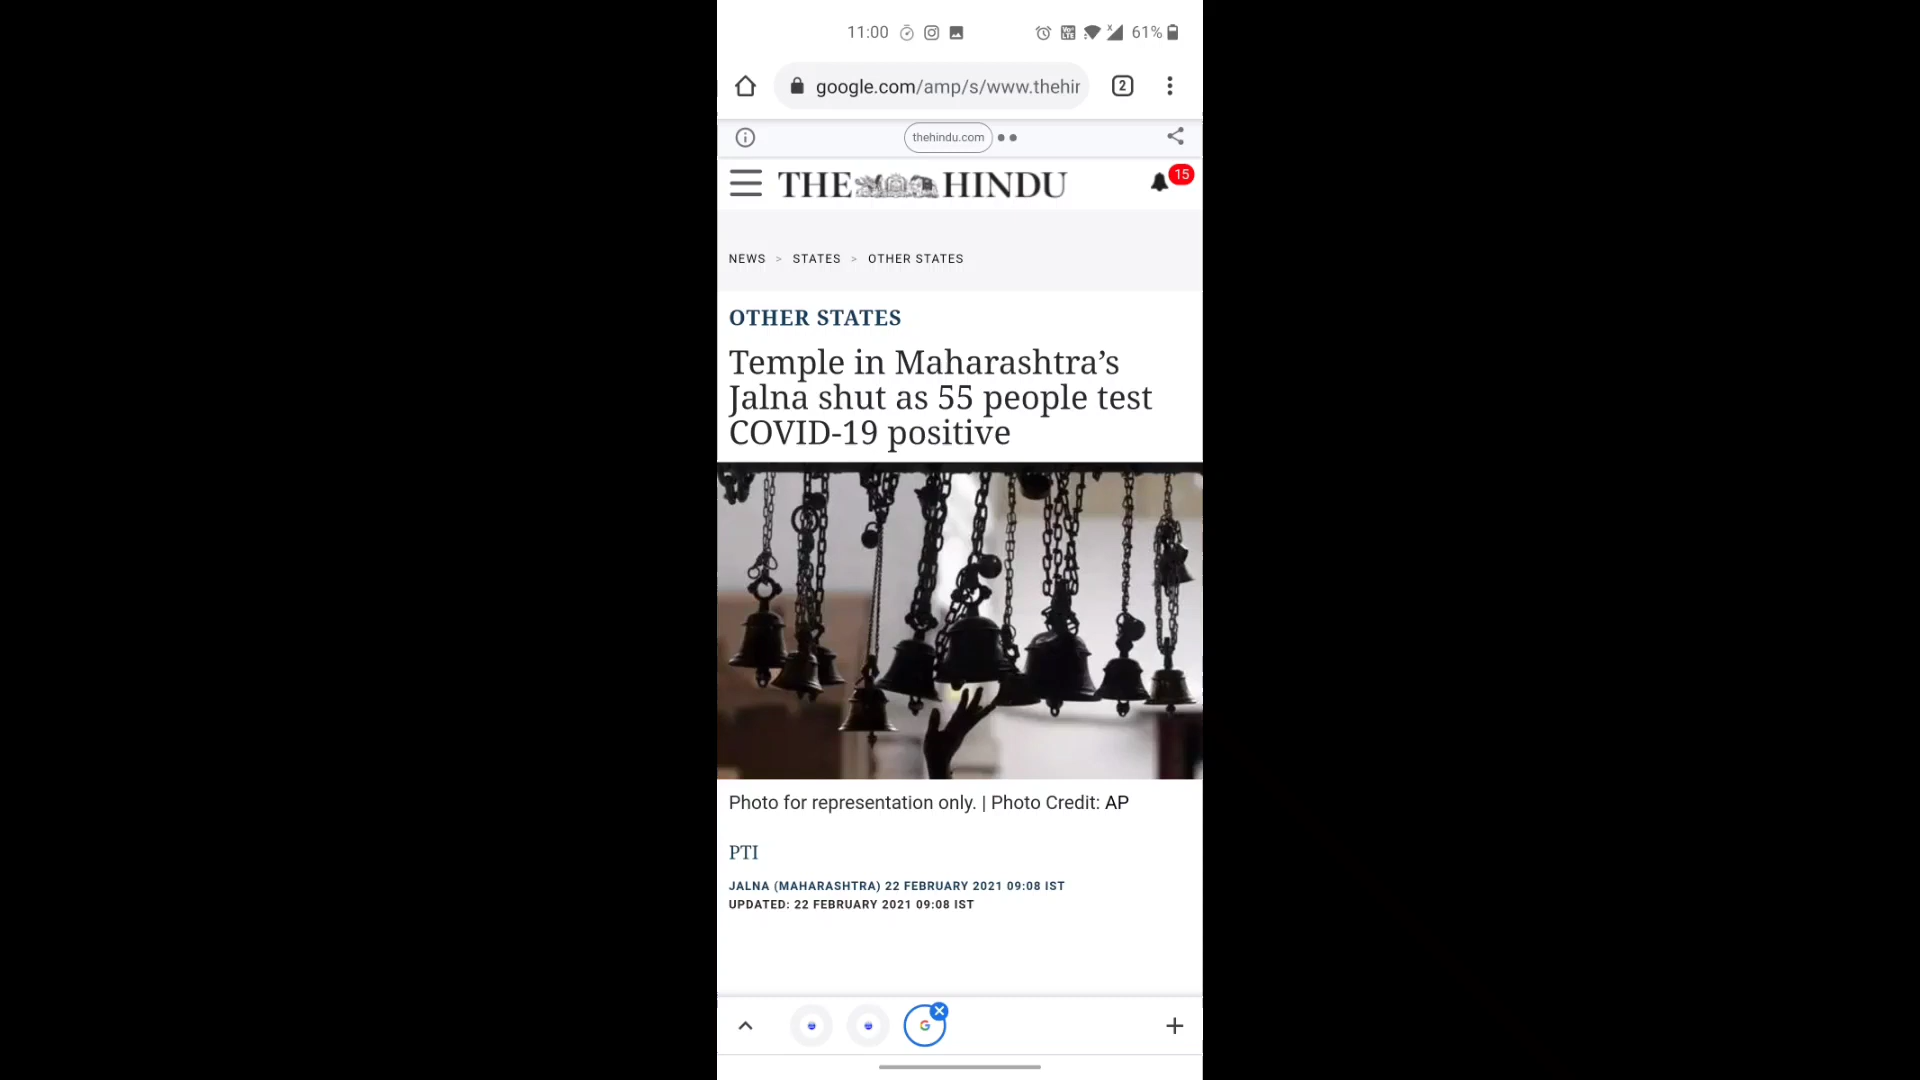 11:00 61%
google.com/amp/s/www.thehir 2
thehindu.com
THE HINDU 15
NEWS > STATES > OTHER STATES
OTHER STATES
Temple in Maharashtra’s
Jalna shut as 55 people test
COVID-19 positive
Photo for representation only. | Photo Credit: AP
PTI
JALNA (MAHARASHTRA) 22 FEBRUARY 2021 09:08 IST
UPDATED: 22 FEBRUARY 2021 09:08 IST